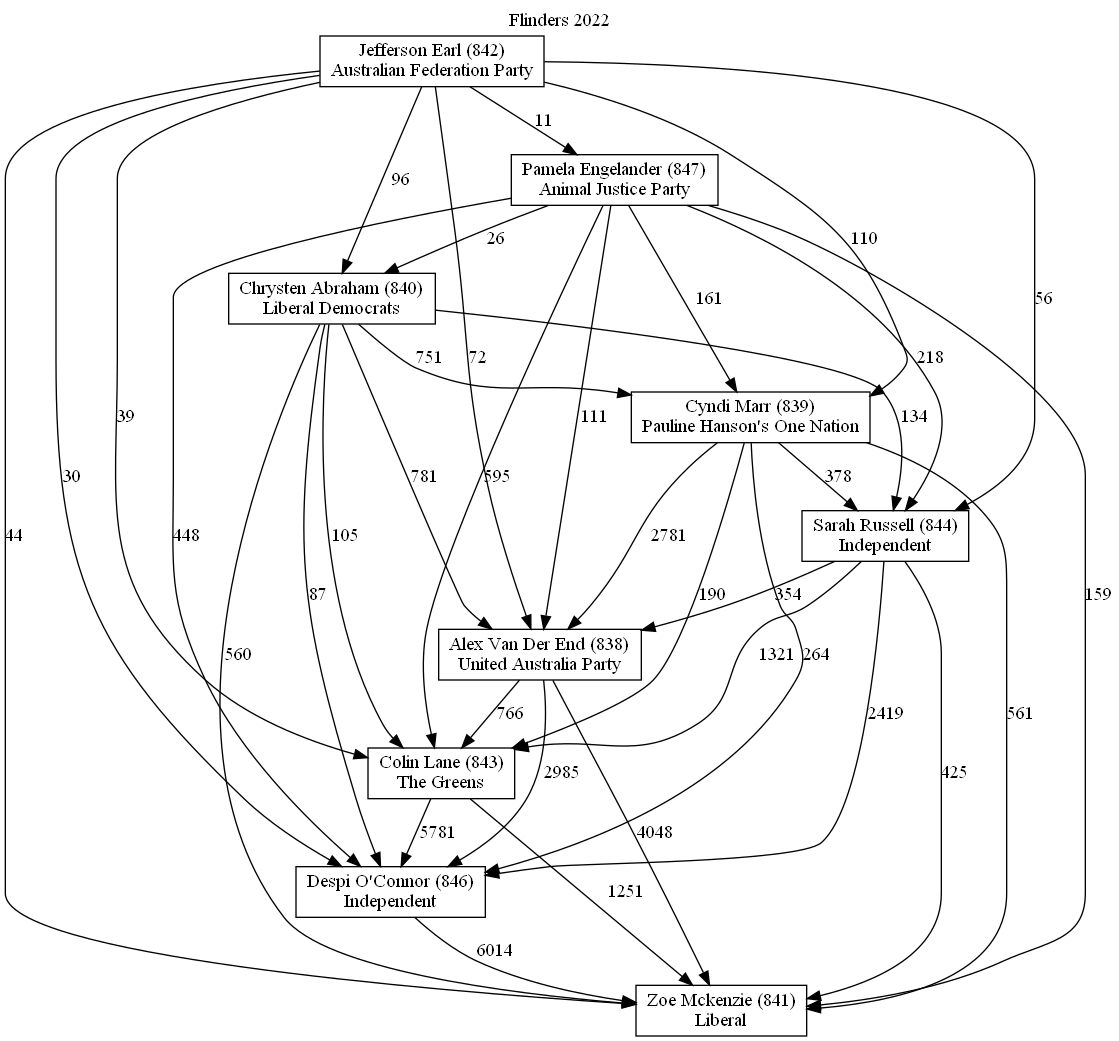 Flinders 2022
Jefferson Earl (842)
Australian Federation Party
11
Pamela Engelander (847)
Animal Justice Party
96
26
110
Chrysten Abraham (840)
Liberal Democrats
161
56
751
72
218
Cyndi Marr (839)
Pauline Hanson's One Nation
39
111
134
30
781
595
378
Sarah Russell (844)
Independent
44
448
105
2781
87
190
354
159
Alex Van Der End (838)
United Australia Party
560
1321
264
766
2419
561
Colin Lane (843)
The Greens
2985
425
5781
4048
Despi O'Connor (846)
Independent
1251
6014
Zoe Mckenzie (841)
Liberal